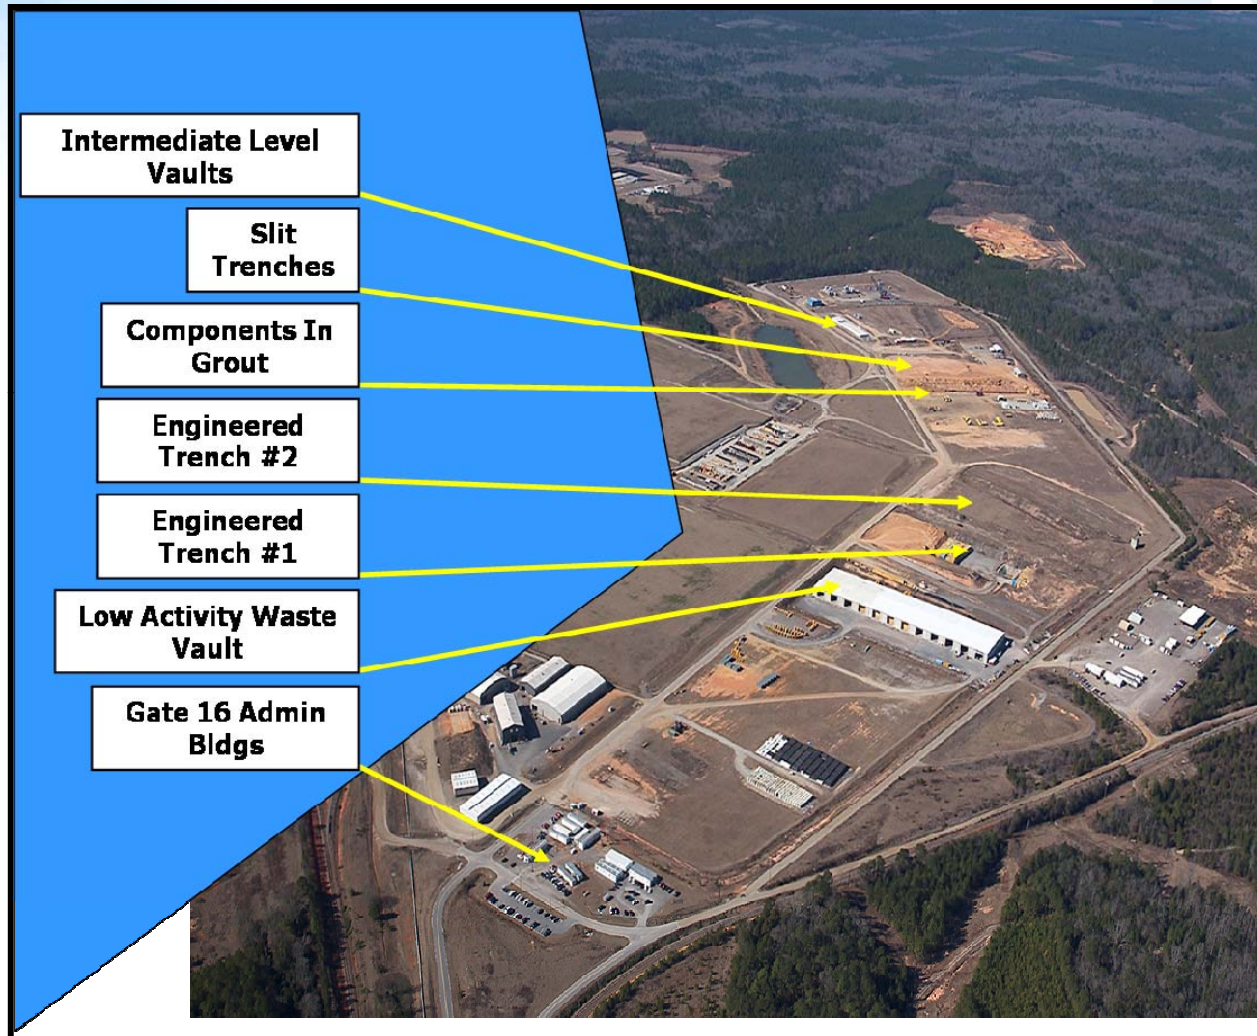 Intermediate Level
Vaults
Slit
Trenches
Components In
Grout
Engineered
Trench #2
Engineered
Trench #1
Low Activity Waste
Vault
Gate 16 Admin
Bldgs